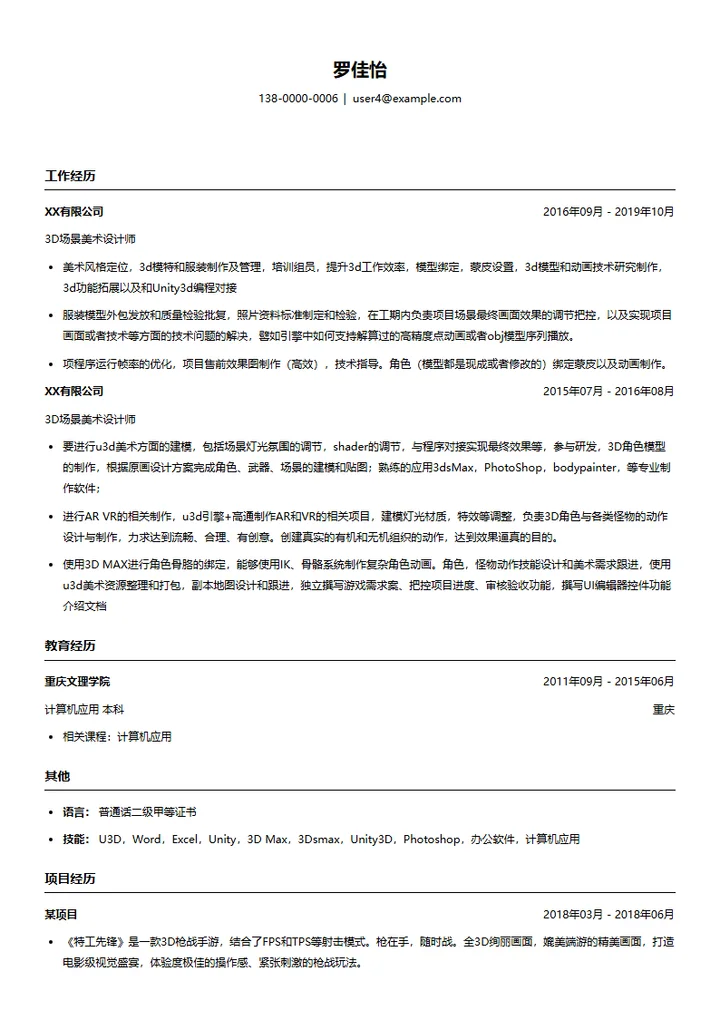 罗佳怡
138-0000-0006 | user4@example.com
工作经历
XX有限公司 2016年09月 - 2019年10月
3D场景美术设计师
• 美术风格定位，3d模特和服装制作及管理，培训组员，提升3d工作效率，模型绑定，蒙皮设置，3d模型和动画技术研究制作，
3d功能拓展以及和Unity3d编程对接
• 服装模型外包发放和质量检验批复，照片资料标准制定和检验，在工期内负责项目场景最终画面效果的调节把控，以及实现项目
画面或者技术等方面的技术问题的解决，譬如引擎中如何支持解算过的高精度点动画或者obj模型序列播放。
• 项程序运行帧率的优化，项目售前效果图制作（高效），技术指导。角色（模型都是现成或者修改的）绑定蒙皮以及动画制作。
XX有限公司 2015年07月 - 2016年08月
3D场景美术设计师
• 要进行u3d美术方面的建模，包括场景灯光氛围的调节，shader的调节，与程序对接实现最终效果等，参与研发，3D角色模型
的制作，根据原画设计方案完成角色、武器、场景的建模和贴图；熟练的应用3dsMax，PhotoShop，bodypainter，等专业制
作软件；
• 进行AR VR的相关制作，u3d引擎+高通制作AR和VR的相关项目，建模灯光材质，特效等调整，负责3D角色与各类怪物的动作
设计与制作，力求达到流畅、合理、有创意。创建真实的有机和无机组织的动作，达到效果逼真的目的。
• 使用3D MAX进行角色骨胳的绑定，能够使用IK、骨骼系统制作复杂角色动画。角色，怪物动作技能设计和美术需求跟进，使用
u3d美术资源整理和打包，副本地图设计和跟进，独立撰写游戏需求案、把控项目进度、审核验收功能，撰写UI编辑器控件功能
介绍文档
教育经历
重庆文理学院 2011年09月 - 2015年06月
计算机应用 本科 重庆
• 相关课程：计算机应用
其他
• 语言： 普通话二级甲等证书
• 技能： U3D，Word，Excel，Unity，3D Max，3Dsmax，Unity3D，Photoshop，办公软件，计算机应用
项目经历
某项目 2018年03月 - 2018年06月
• 《特工先锋》是一款3D枪战手游，结合了FPS和TPS等射击模式。枪在手，随时战。全3D绚丽画面，媲美端游的精美画面，打造
电影级视觉盛宴，体验度极佳的操作感、紧张刺激的枪战玩法。